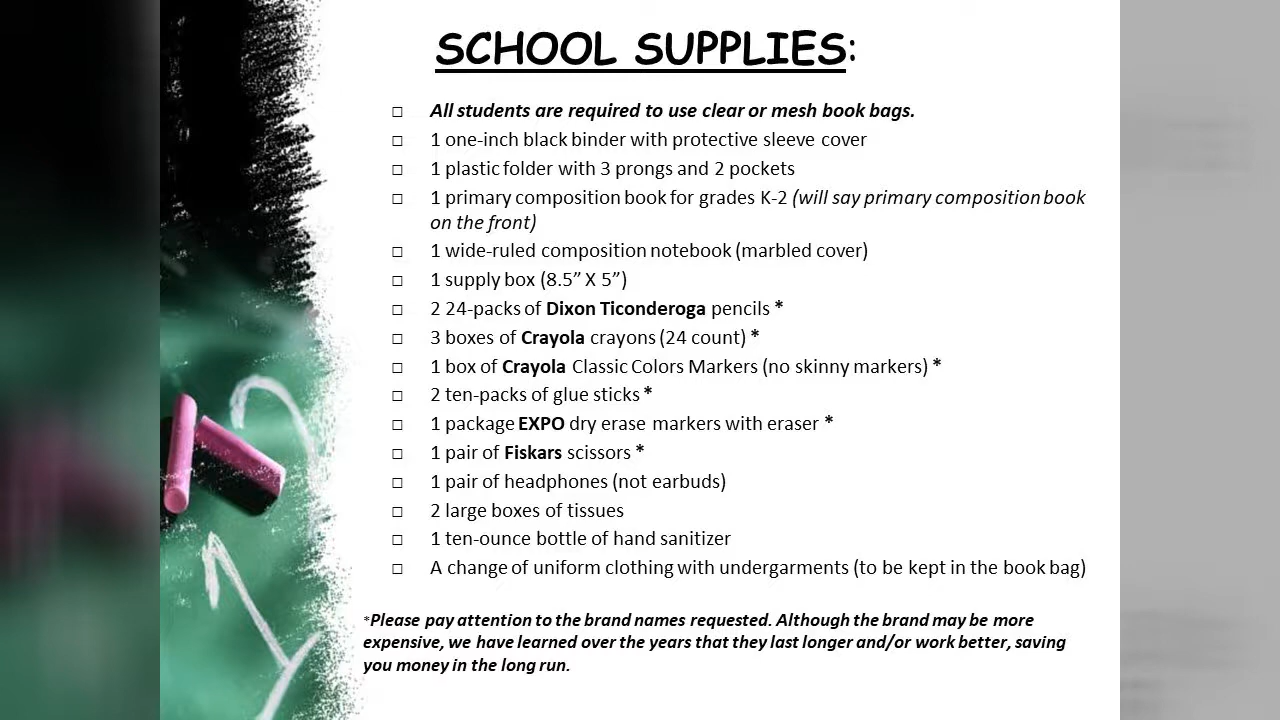 SCHOOL SUPPLIES:
□ All students are required to use clear or mesh book bags.
□ 1 one-inch black binder with protective sleeve cover
□ 1 plastic folder with 3 prongs and 2 pockets
□ 1 primary composition book for grades K-2 (will say primary composition book
on the front)
□ 1 wide-ruled composition notebook (marbled cover)
□ 1 supply box (8.5” X 5”)
□ 2 24-packs of Dixon Ticonderoga pencils *
□ 3 boxes of Crayola crayons (24 count) *
□ 1 box of Crayola Classic Colors Markers (no skinny markers) *
□ 2 ten-packs of glue sticks *
□ 1 package EXPO dry erase markers with eraser *
□ 1 pair of Fiskars scissors *
□ 1 pair of headphones (not earbuds)
□ 2 large boxes of tissues
□ 1 ten-ounce bottle of hand sanitizer
□ A change of uniform clothing with undergarments (to be kept in the book bag)
*Please pay attention to the brand names requested. Although the brand may be more
expensive, we have learned over the years that they last longer and/or work better, saving
you money in the long run.